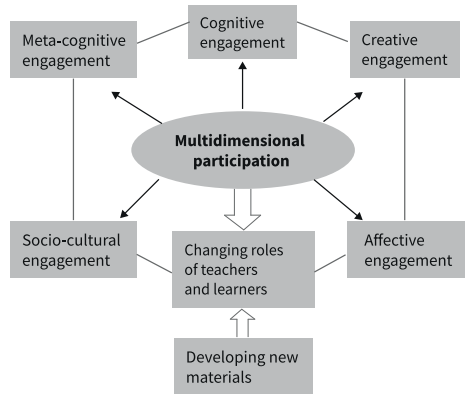 Cognitive
engagement
Meta-cognitive
engagement
Creative
engagement
Multidimensional
participation
Socio-cultural
engagement
Changing roles
of teachers
and learners
Affective
engagement
Developing new
materials